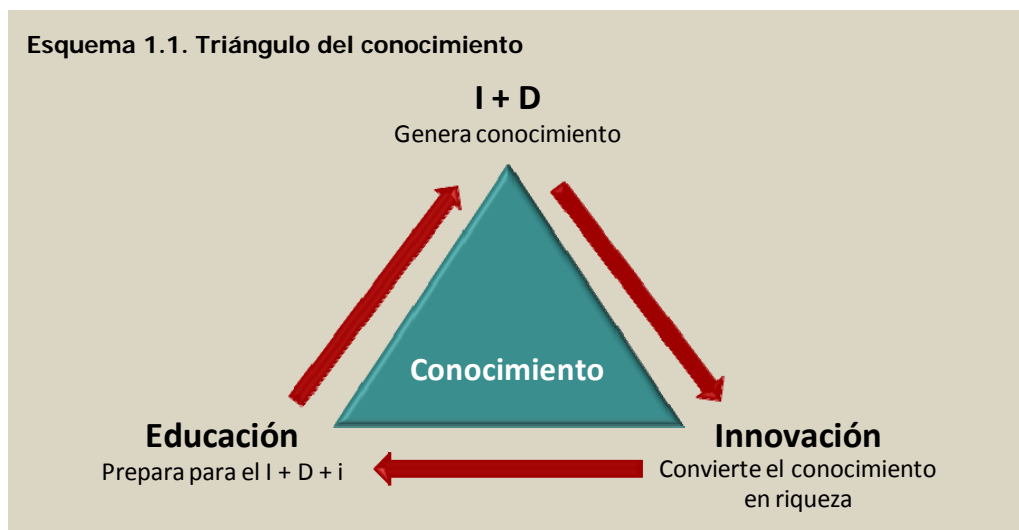 Esquema 1.1. Triángulo del conocimiento
I + D
Genera conocimiento
Conocimiento
Educación
Prepara para el I + D + i
Innovación
Convierte el conocimiento
en riqueza